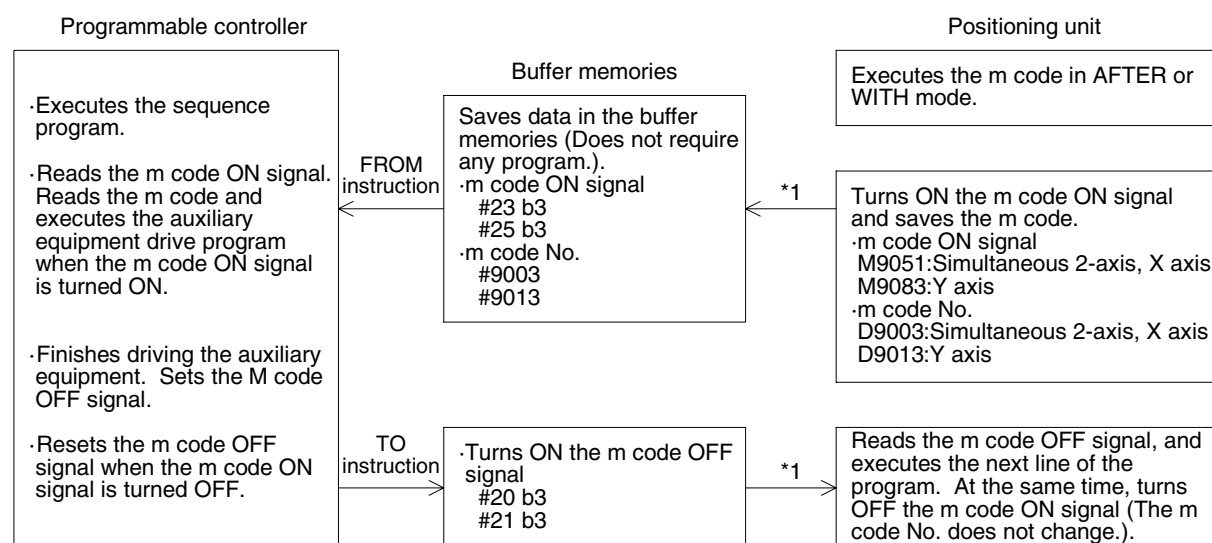 Programmable controller
·Executes the sequence
program.
·Reads the m code ON signal.
Reads the m code and
executes the auxiliary
equipment drive program
when the m code ON signal
is turned ON.
·Finishes driving the auxiliary
equipment. Sets the M code
OFF signal.
·Resets the m code OFF
signal when the m code ON
signal is turned OFF.
FROM
instruction
TO
instruction
Buffer memories
Saves data in the buffer
memories (Does not require
any program.).
·m code ON signal
#23 b3
#25 b3
·m code No.
#9003
#9013
·Turns ON the m code OFF
signal
#20 b3
#21 b3
*1
*1
Positioning unit
Executes the m code in AFTER or
WITH mode.
Turns ON the m code ON signal
and saves the m code.
·m code ON signal
M9051:Simultaneous 2-axis, X axis
M9083:Y axis
·m code No.
D9003:Simultaneous 2-axis, X axis
D9013:Y axis
Reads the m code OFF signal, and
executes the next line of the
program. At the same time, turns
OFF the m code ON signal (The m
code No. does not change.).